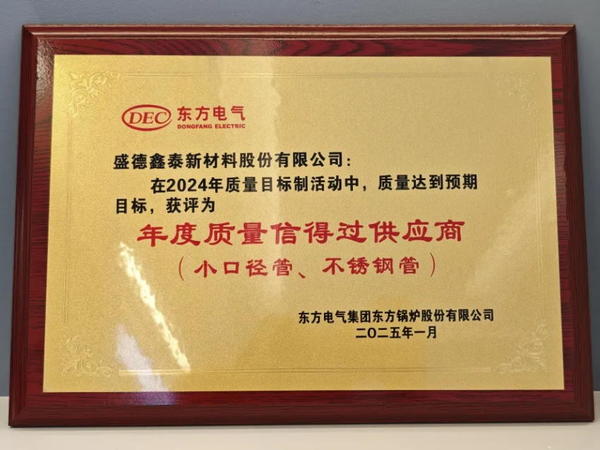 DEC 东方电气
DONGFANG ELECTRIC
盛德鑫泰新材料股份有限公司：
在2024年质量目标制活动中，质量达到预期
目标，获评为
年度质量信得过供应商
（小口径管、不锈钢管）
东方电气集团东方锅炉股份有限公司
二〇二五年一月